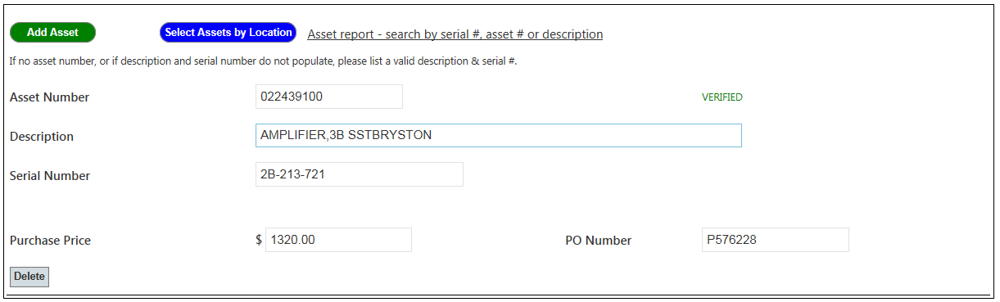 Add Asset Select Assets by Location Asset report - search by serial #, asset # or description
If no asset number, or if description and serial number do not populate, please list a valid description & serial #.
Asset Number 022439100 VERIFIED
Description AMPLIFIER,3B SSTBRYSTON
Serial Number 2B-213-721
Purchase Price $ 1320.00 PO Number P576228
Delete